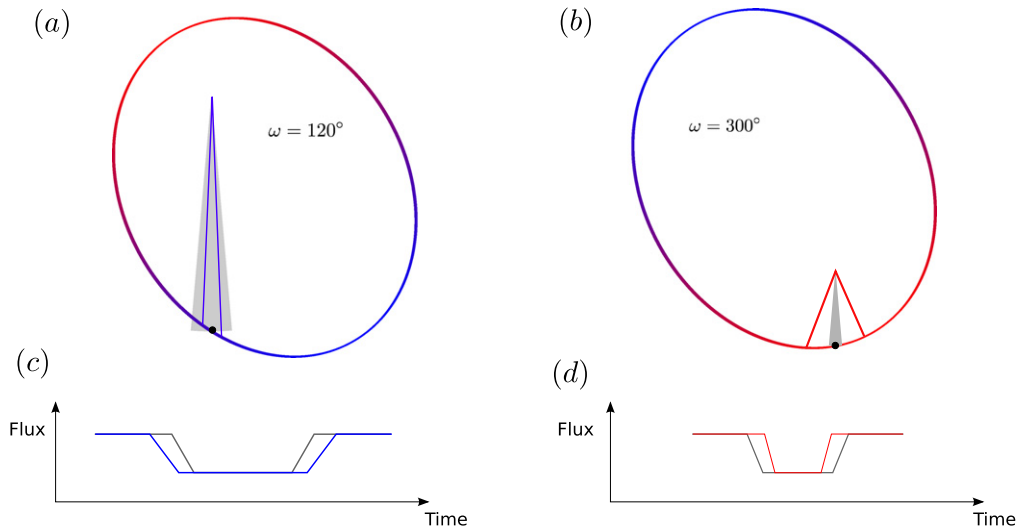 (a)
(b)
ω = 120°
ω = 300°
(c)
(d)
Flux
Time
Flux
Time